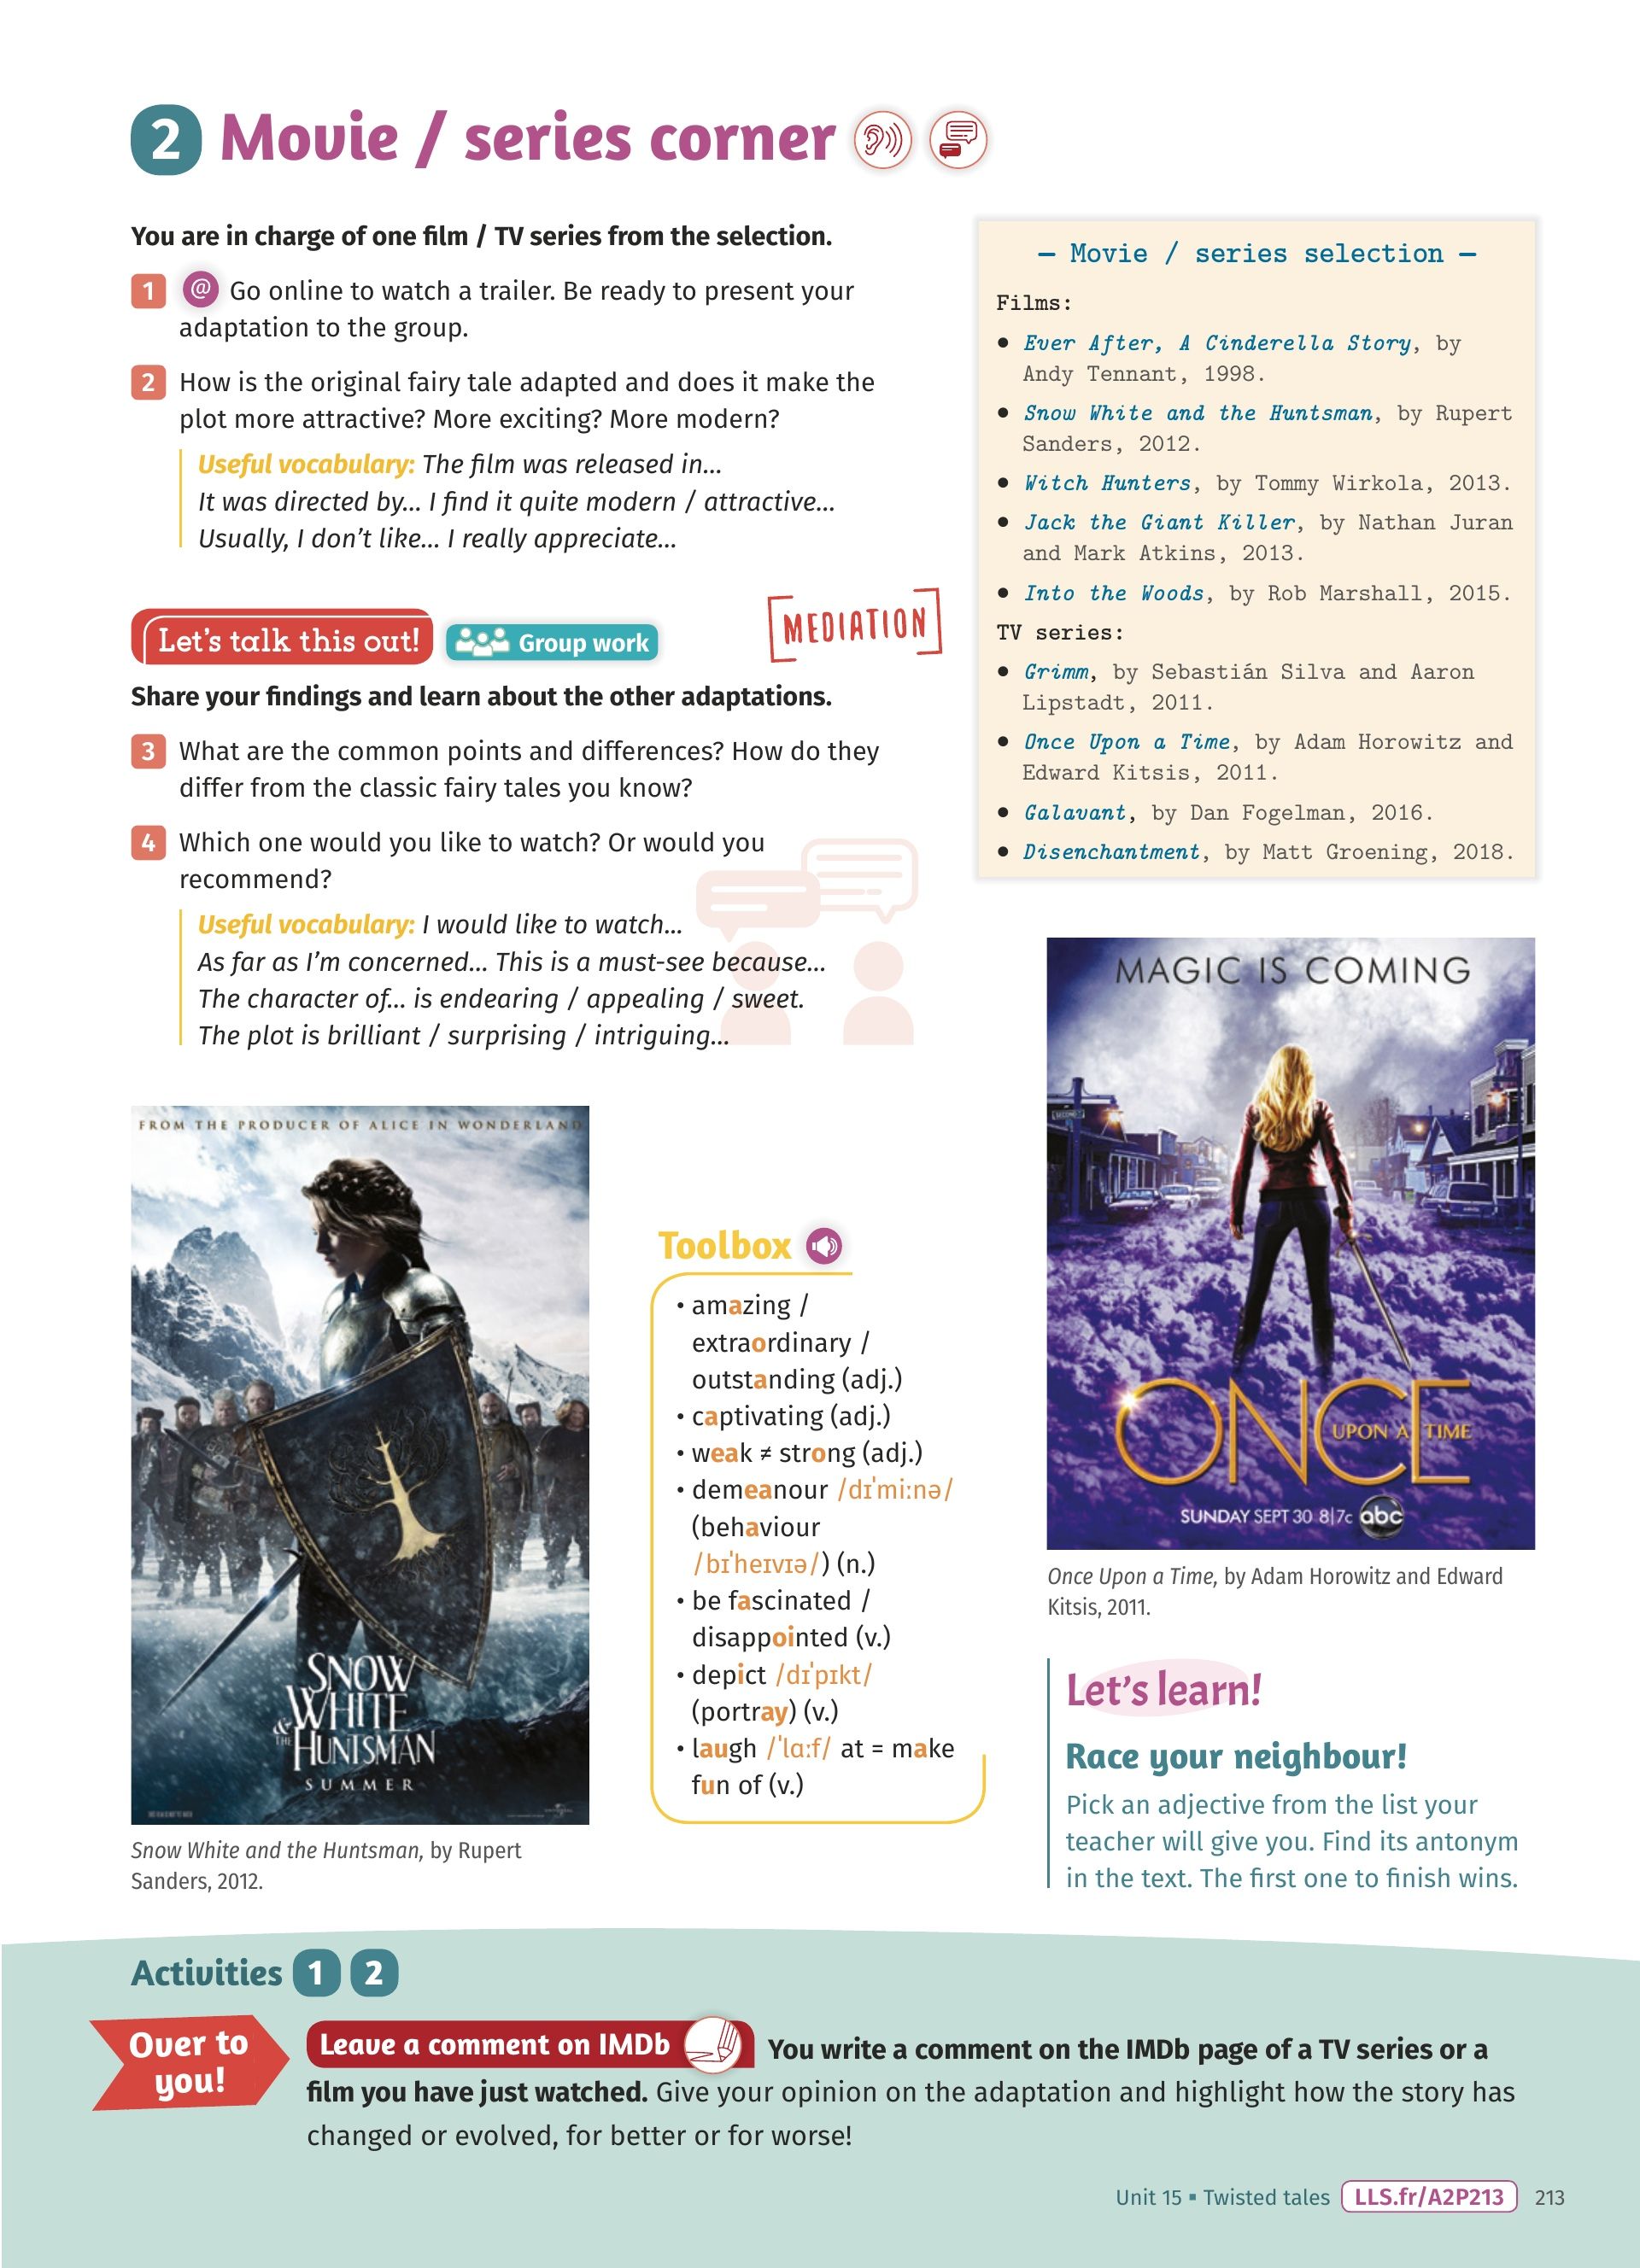 2 Movie / series corner
You are in charge of one film / TV series from the selection.
1 @ Go online to watch a trailer. Be ready to present your
adaptation to the group.
2 How is the original fairy tale adapted and does it make the
plot more attractive? More exciting? More modern?
Useful vocabulary: The film was released in…
It was directed by… I find it quite modern / attractive…
Usually, I don't like… I really appreciate…
Let's talk this out! Group work
MEDIATION
Share your findings and learn about the other adaptations.
3 What are the common points and differences? How do they
differ from the classic fairy tales you know?
4 Which one would you like to watch? Or would you
recommend?
Useful vocabulary: I would like to watch…
As far as I'm concerned… This is a must-see because…
The character of… is endearing / appealing / sweet.
The plot is brilliant / surprising / intriguing…
— Movie / series selection —
Films:
• Ever After, A Cinderella Story, by
Andy Tennant, 1998.
• Snow White and the Huntsman, by Rupert
Sanders, 2012.
• Witch Hunters, by Tommy Wirkola, 2013.
• Jack the Giant Killer, by Nathan Juran
and Mark Atkins, 2013.
• Into the Woods, by Rob Marshall, 2015.
TV series:
• Grimm, by Sebastián Silva and Aaron
Lipstadt, 2011.
• Once Upon a Time, by Adam Horowitz and
Edward Kitsis, 2011.
• Galavant, by Dan Fogelman, 2016.
• Disenchantment, by Matt Groening, 2018.
FROM THE PRODUCER OF ALICE IN WONDERLAND
SNOW
WHITE
& THE
HUNTSMAN
SUMMER
Snow White and the Huntsman, by Rupert
Sanders, 2012.
Toolbox
• amazing /
extraordinary /
outstanding (adj.)
• captivating (adj.)
• weak ≠ strong (adj.)
• demeanour /dɪˈmiːnə/
(behaviour
/bɪˈheɪvɪə/) (n.)
• be fascinated /
disappointed (v.)
• depict /dɪˈpɪkt/
(portray) (v.)
• laugh /ˈlɑːf/ at = make
fun of (v.)
MAGIC IS COMING
SECOND
ONCE
UPON A TIME
SUNDAY SEPT 30 8|7c abc
Once Upon a Time, by Adam Horowitz and Edward
Kitsis, 2011.
Let's learn!
Race your neighbour!
Pick an adjective from the list your
teacher will give you. Find its antonym
in the text. The first one to finish wins.
Activities 1 2
Over to
you!
Leave a comment on IMDb You write a comment on the IMDb page of a TV series or a
film you have just watched. Give your opinion on the adaptation and highlight how the story has
changed or evolved, for better or for worse!
Unit 15 ▪ Twisted tales LLS.fr/A2P213 213